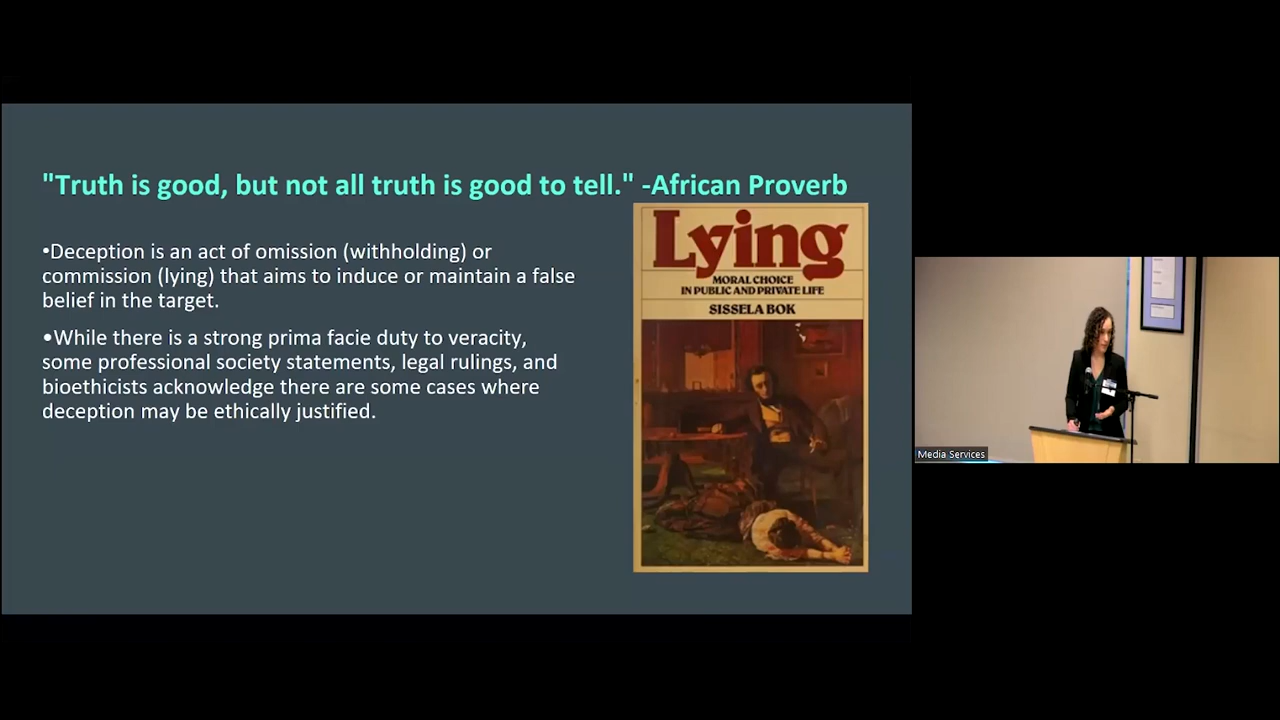 "Truth is good, but not all truth is good to tell." -African Proverb
•Deception is an act of omission (withholding) or
commission (lying) that aims to induce or maintain a false
belief in the target.
•While there is a strong prima facie duty to veracity,
some professional society statements, legal rulings, and
bioethicists acknowledge there are some cases where
deception may be ethically justified.
Lying
MORAL CHOICE
IN PUBLIC AND PRIVATE LIFE
SISSELA BOK
Media Services